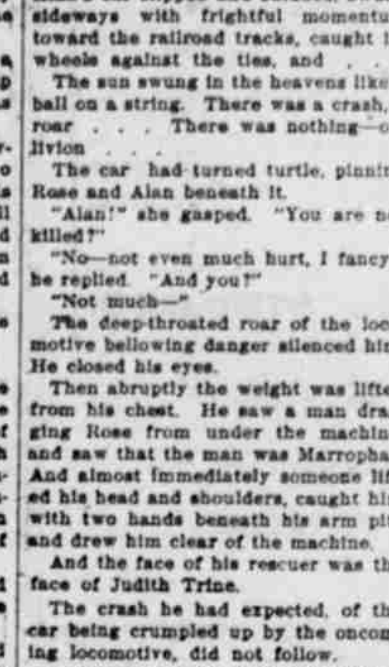 sideways with frightful momentu
toward the railroad tracks, caught i
wheels against the ties, and . .
The sun swung in the heavens like
ball on a string. There was a crash,
roar . . . There was nothing—o
livion . . .
The car had turned turtle, pinnin
Rose and Alan beneath it.
"Alan!" she gasped. "You are no
killed?"
"No—not even much hurt, I fancy
he replied. "And you?"
"Not much—"
The deep-throated roar of the loco
motive bellowing danger silenced him
He closed his eyes.
Then abruptly the weight was lifte
from his chest. He saw a man drag
ging Rose from under the machin
and saw that the man was Marropha
And almost immediately someone lif
ed his head and shoulders, caught hi
with two hands beneath his arm pit
and drew him clear of the machine.
And the face of his rescuer was th
face of Judith Trine.
The crash he had expected, of th
car being crumpled up by the oncom
ing locomotive, did not follow.